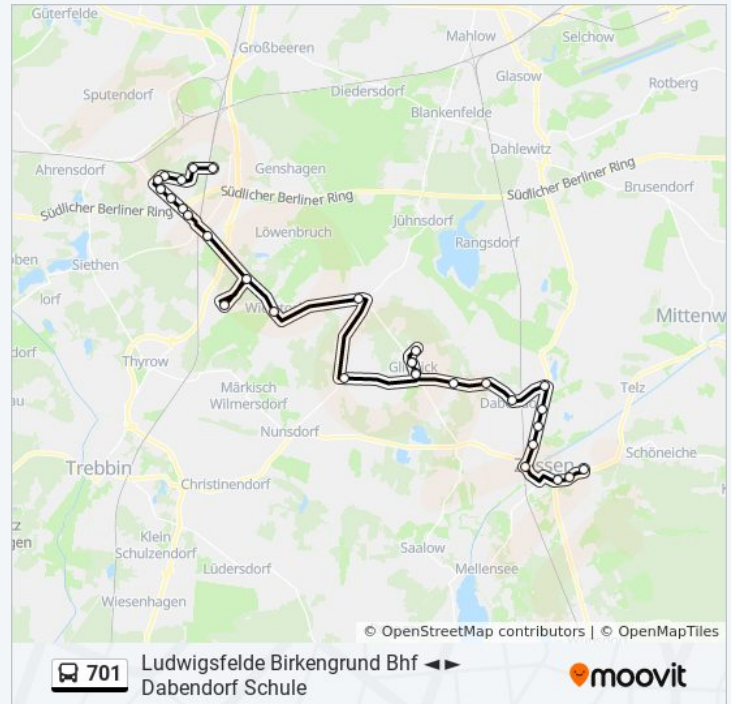 Güterfelde
Großbeeren
Mahlow
Selchow
Glasow
Sputendorf
Diedersdorf
Rotberg
Blankenfelde
Dahlewitz
Ahrensdorf
Genshagen
Südlicher Berliner Ring
Südlicher Berliner Ring
Brusendorf
Südlicher Berliner Ring
Jühnsdorf
Löwenbruch
Rangsdorf
Siethen
Mittenw
Thyrow
Märkisch
Wilmersdorf
Telz
Nunsdorf
Schöneiche
Trebbin
Christinendorf
Klein
Schulzendorf
Saalow
Lüdersdorf
Mellensee
Wiesenhagen
© OpenStreetMap contributors | © OpenMapTiles
701
Ludwigsfelde Birkengrund Bhf ◄►
Dabendorf Schule
moovit